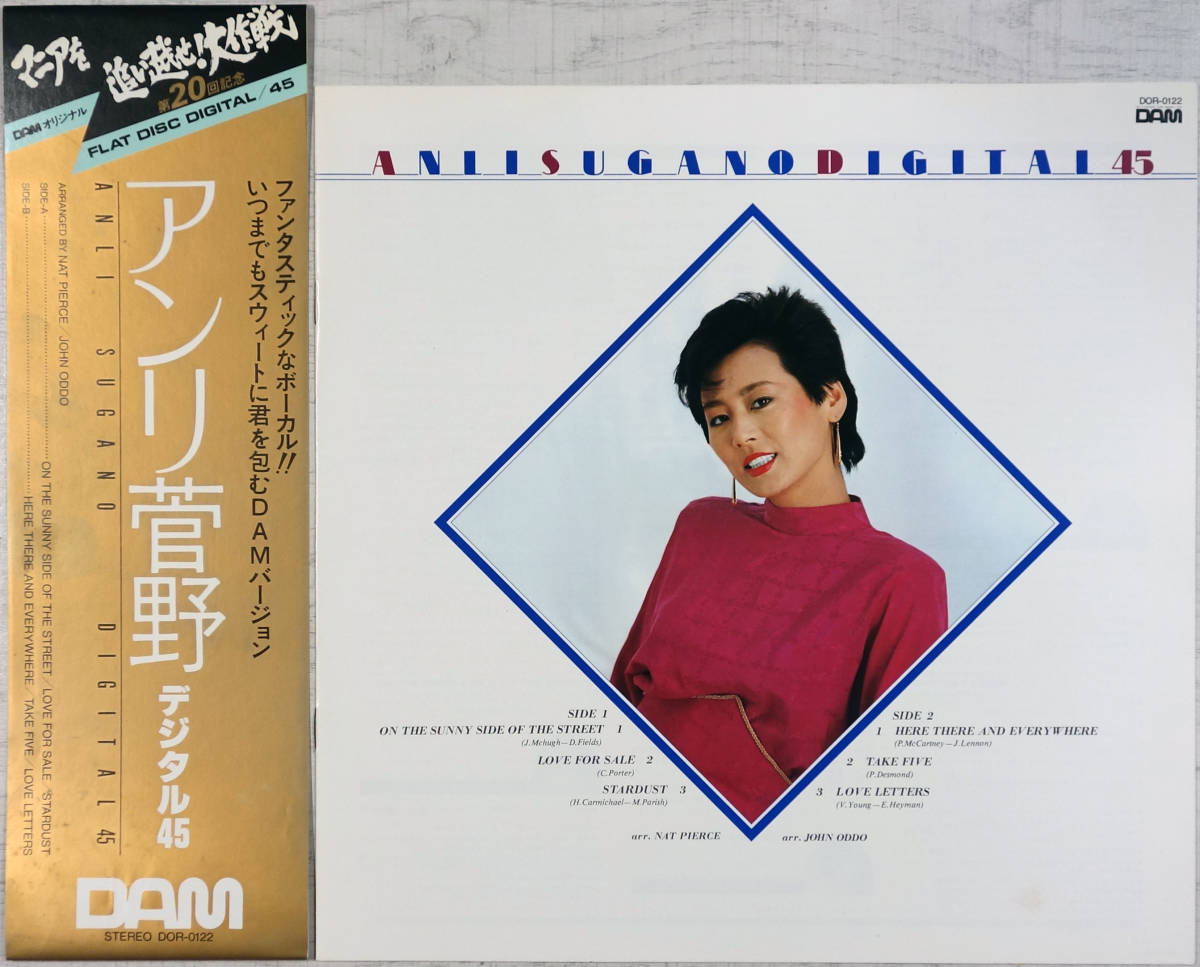 マニアを
追い越せ!大作戦
第20回記念
DAMオリジナル
FLAT DISC DIGITAL/45
ファンタスティックなボーカル!!
いつまでもスウィートに君を包むDAMバージョン
アンリ菅野 デジタル45
ANLI SUGANO DIGITAL 45
ARRANGED BY NAT PIERCE/JOHN ODDO
SIDE-A ON THE SUNNY SIDE OF THE STREET/LOVE FOR SALE/STARDUST
SIDE-B HERE THERE AND EVERYWHERE/TAKE FIVE/LOVE LETTERS
DAM
STEREO DOR-0122
DOR-0122
DAM
ANLI SUGANO DIGITAL 45
SIDE 1
ON THE SUNNY SIDE OF THE STREET 1
(J.Mchugh—D.Fields)
LOVE FOR SALE 2
(C.Porter)
STARDUST 3
(H.Carmichael—M.Parish)
arr. NAT PIERCE
SIDE 2
1 HERE THERE AND EVERYWHERE
(P.McCartney—J.Lennon)
2 TAKE FIVE
(P.Desmond)
3 LOVE LETTERS
(V.Young—E.Heyman)
arr. JOHN ODDO